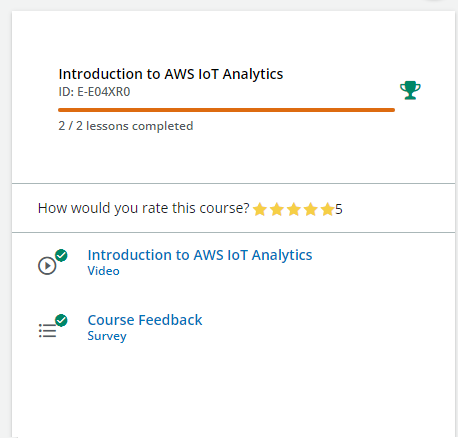 Introduction to AWS IoT Analytics
ID: E-E04XR0
2 / 2 lessons completed
How would you rate this course? 5
Introduction to AWS IoT Analytics
Video
Course Feedback
Survey